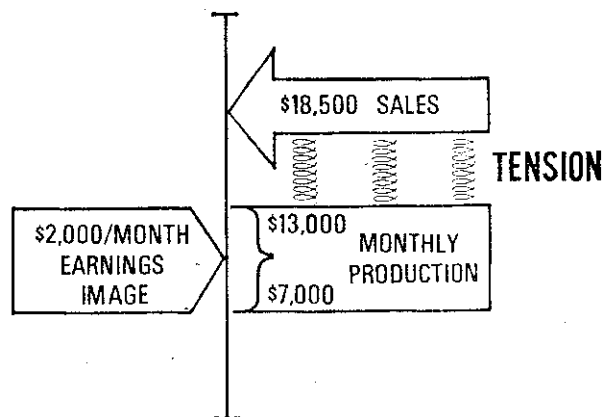 $18,500 SALES
TENSION
$2,000/MONTH
EARNINGS
IMAGE
$13,000
MONTHLY
PRODUCTION
$7,000